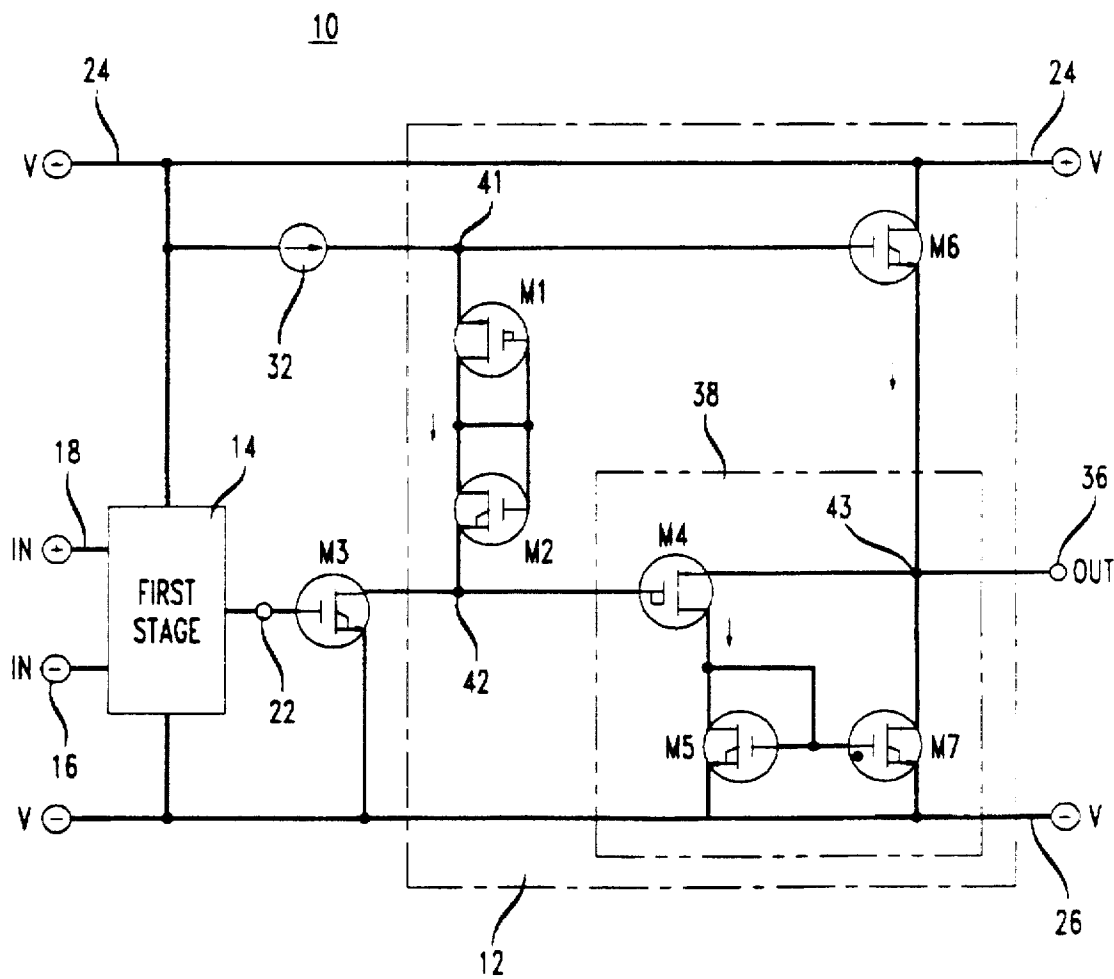 10
24
24
V +
+ V
41
M6
M1
32
38
14
36
18
43
IN +
M4
M3
M2
OUT
FIRST
STAGE
IN -
42
22
M5
M7
16
V -
- V
26
12